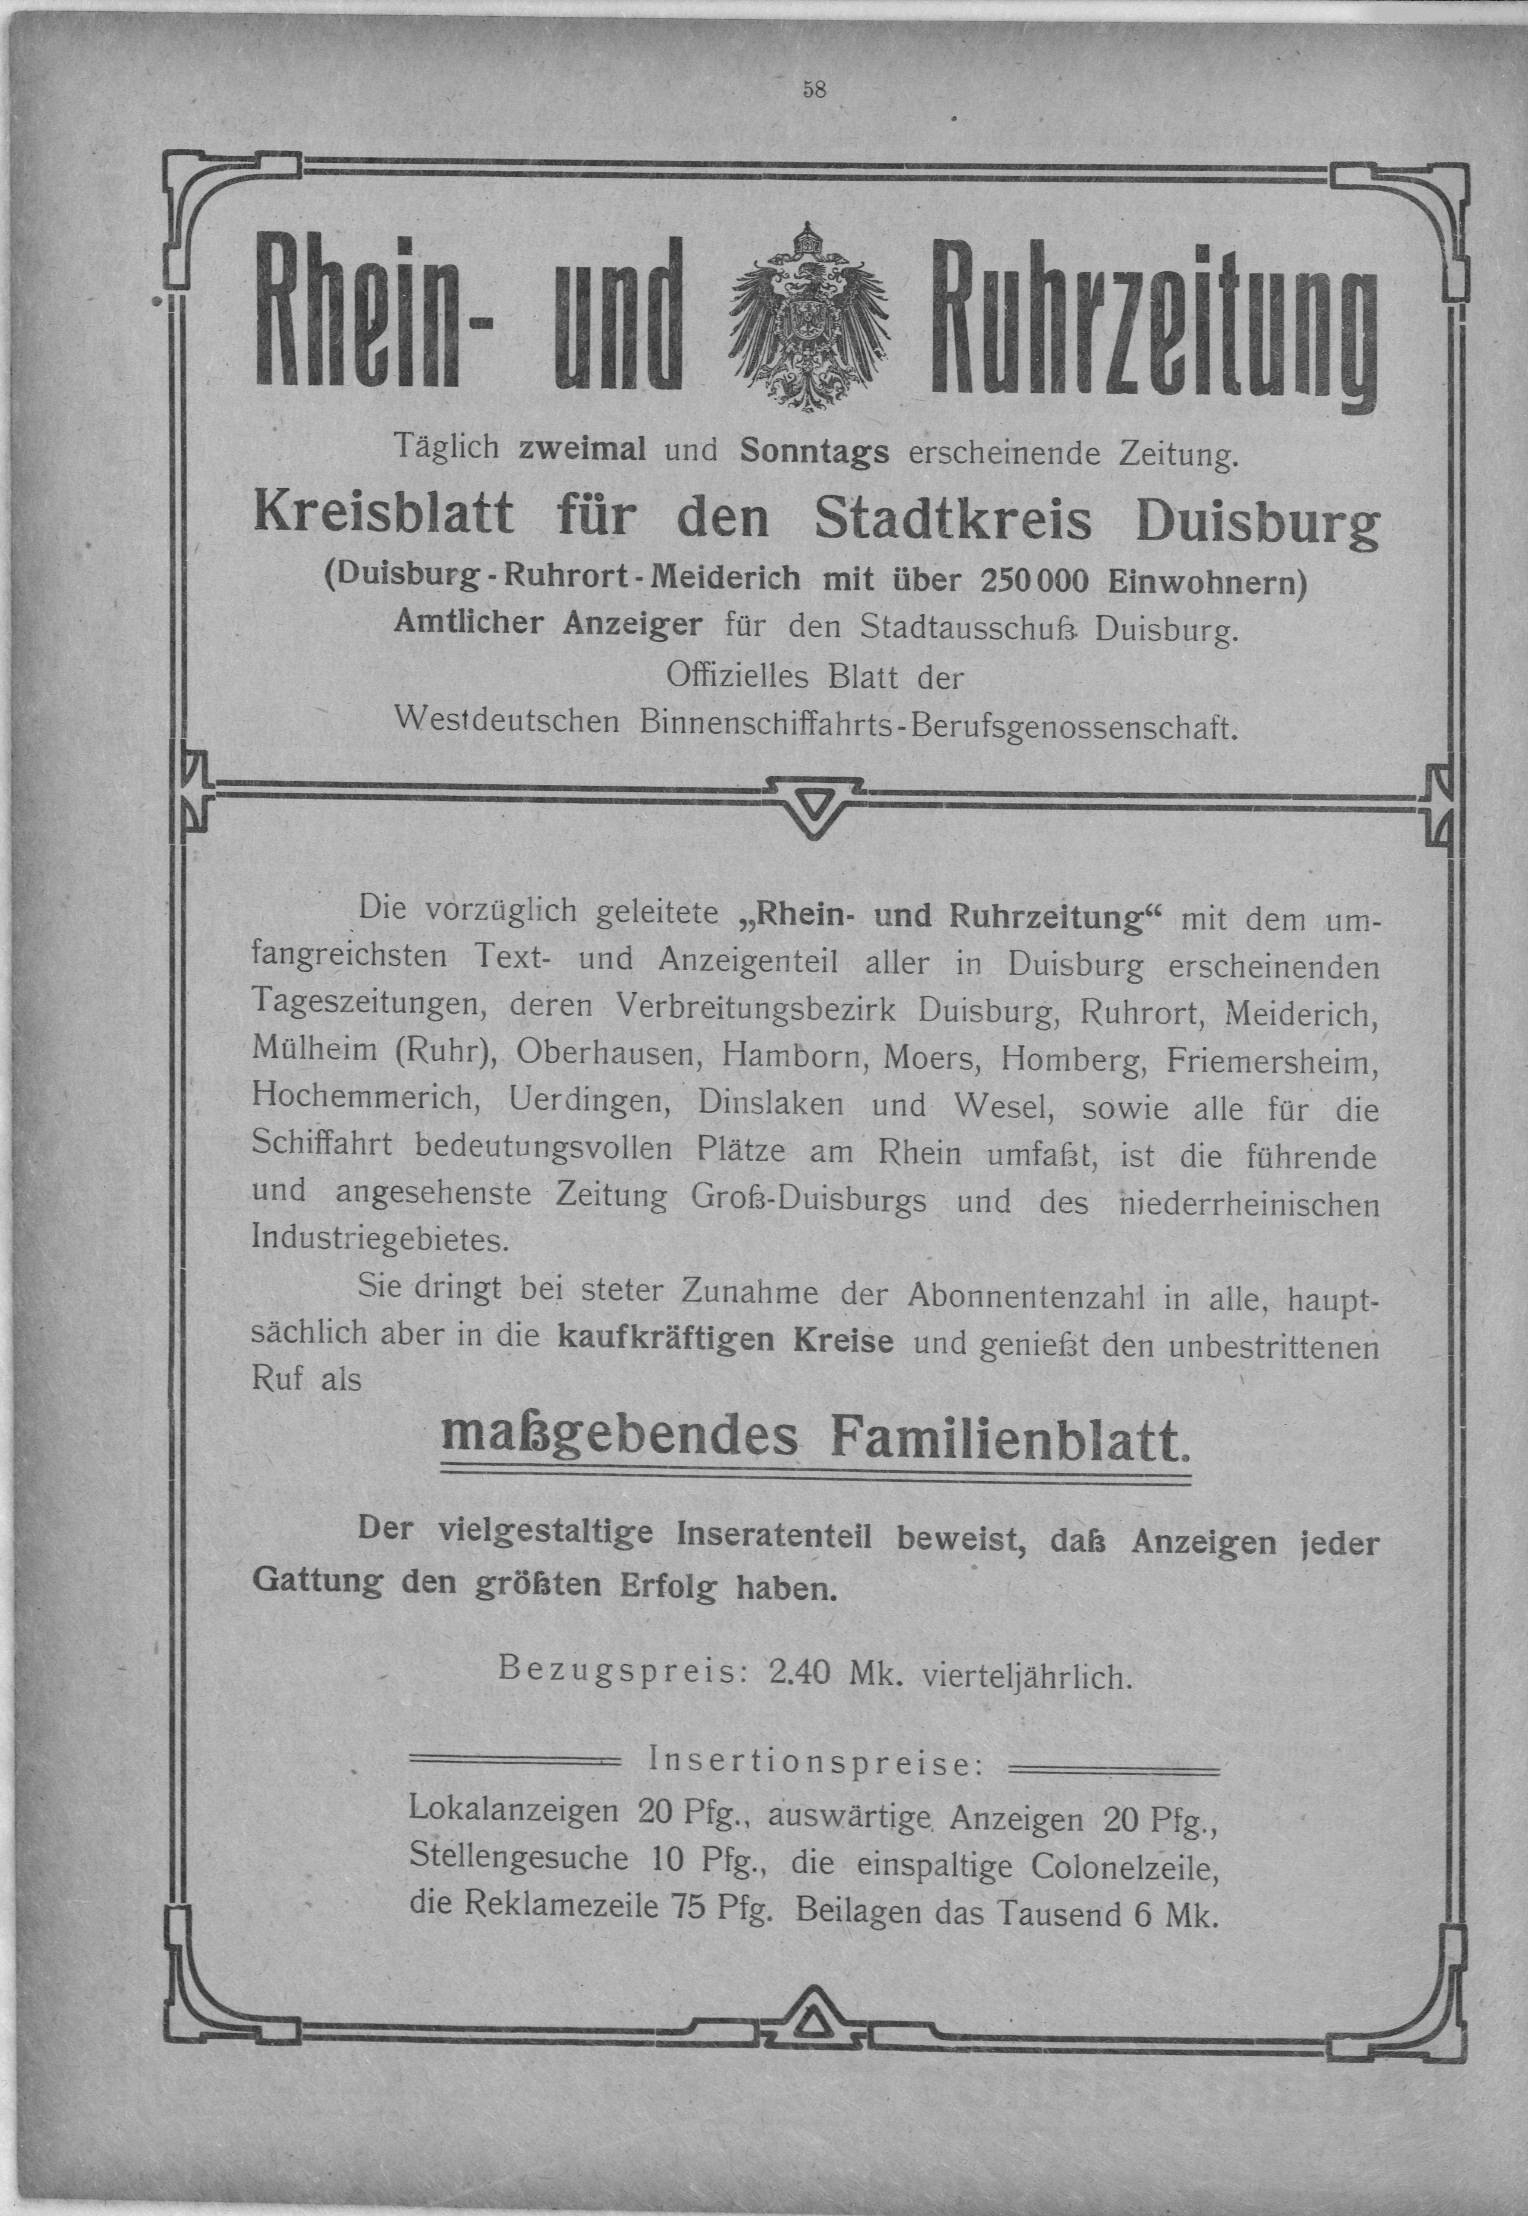 58
Rhein- und Ruhrzeitung
Täglich zweimal und Sonntags erscheinende Zeitung.
Kreisblatt für den Stadtkreis Duisburg
(Duisburg-Ruhrort-Meiderich mit über 250000 Einwohnern)
Amtlicher Anzeiger für den Stadtausschuß Duisburg.
Offizielles Blatt der
Westdeutschen Binnenschiffahrts-Berufsgenossenschaft.
Die vorzüglich geleitete „Rhein- und Ruhrzeitung“ mit dem um-
fangreichsten Text- und Anzeigenteil aller in Duisburg erscheinenden
Tageszeitungen, deren Verbreitungsbezirk Duisburg, Ruhrort, Meiderich,
Mülheim (Ruhr), Oberhausen, Hamborn, Moers, Homberg, Friemersheim,
Hochemmerich, Uerdingen, Dinslaken und Wesel, sowie alle für die
Schiffahrt bedeutungsvollen Plätze am Rhein umfaßt, ist die führende
und angesehenste Zeitung Groß-Duisburgs und des niederrheinischen
Industriegebietes.
Sie dringt bei steter Zunahme der Abonnentenzahl in alle, haupt-
sächlich aber in die kaufkräftigen Kreise und genießt den unbestrittenen
Ruf als
maßgebendes Familienblatt.
Der vielgestaltige Inseratenteil beweist, daß Anzeigen jeder
Gattung den größten Erfolg haben.
Bezugspreis: 2.40 Mk. vierteljährlich.
Insertionspreise:
Lokalanzeigen 20 Pfg., auswärtige Anzeigen 20 Pfg.,
Stellengesuche 10 Pfg., die einspaltige Colonelzeile,
die Reklamezeile 75 Pfg. Beilagen das Tausend 6 Mk.